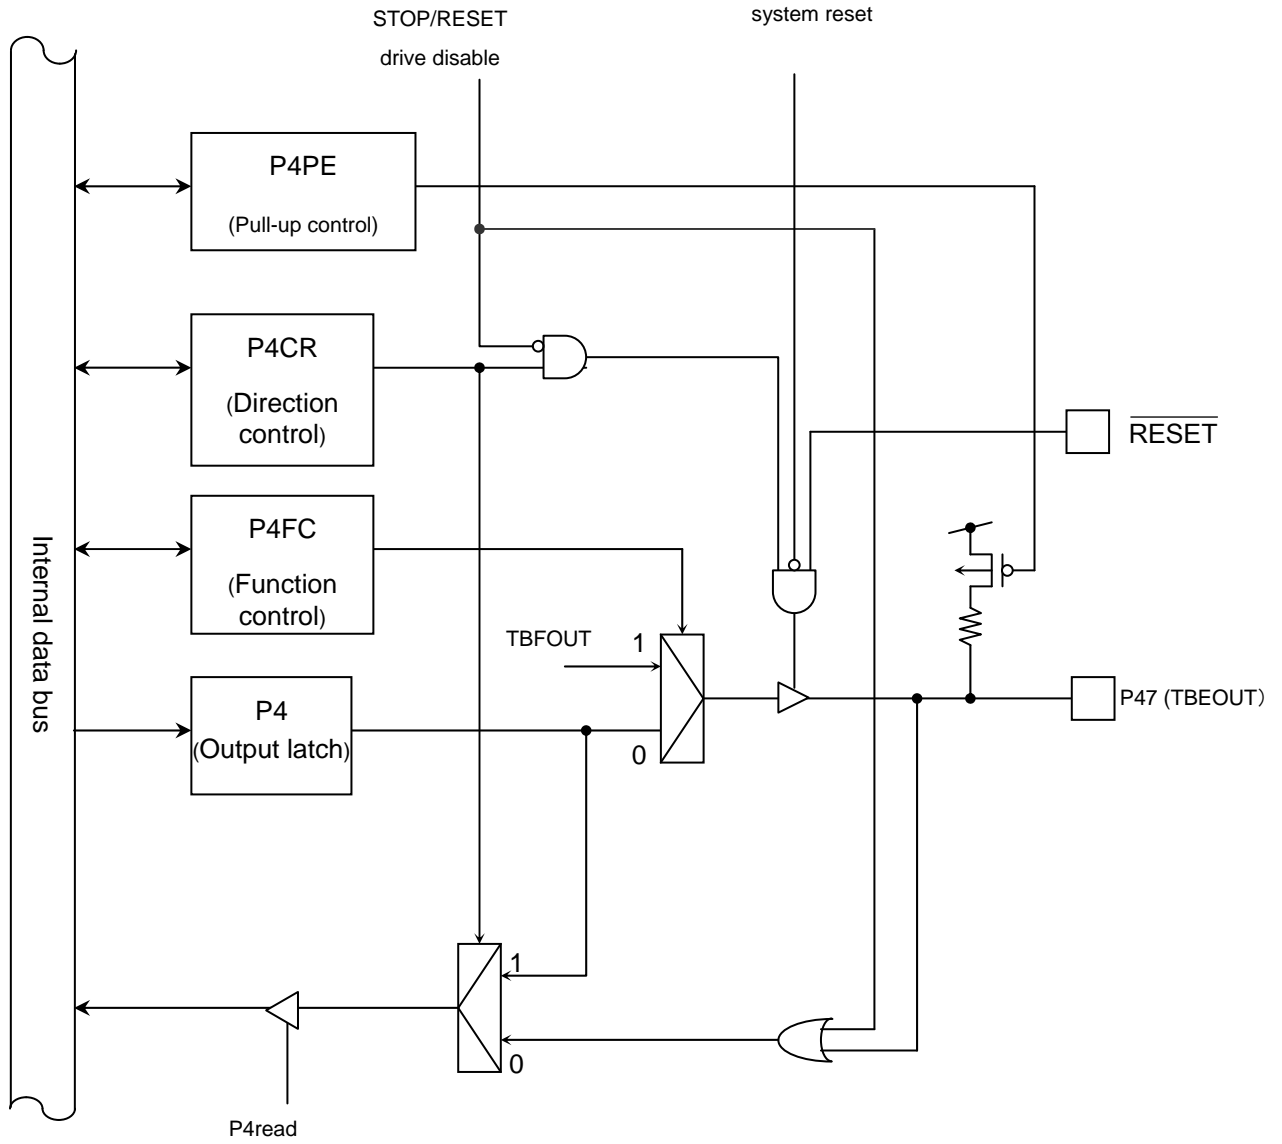 STOP/RESET
drive disable
system reset
P4PE
(Pull-up control)
P4CR
(Direction
control)
RESET
P4FC
(Function
control)
Internal data bus
TBFOUT
1
0
P4
(Output latch)
P47 (TBEOUT)
1
0
P4read